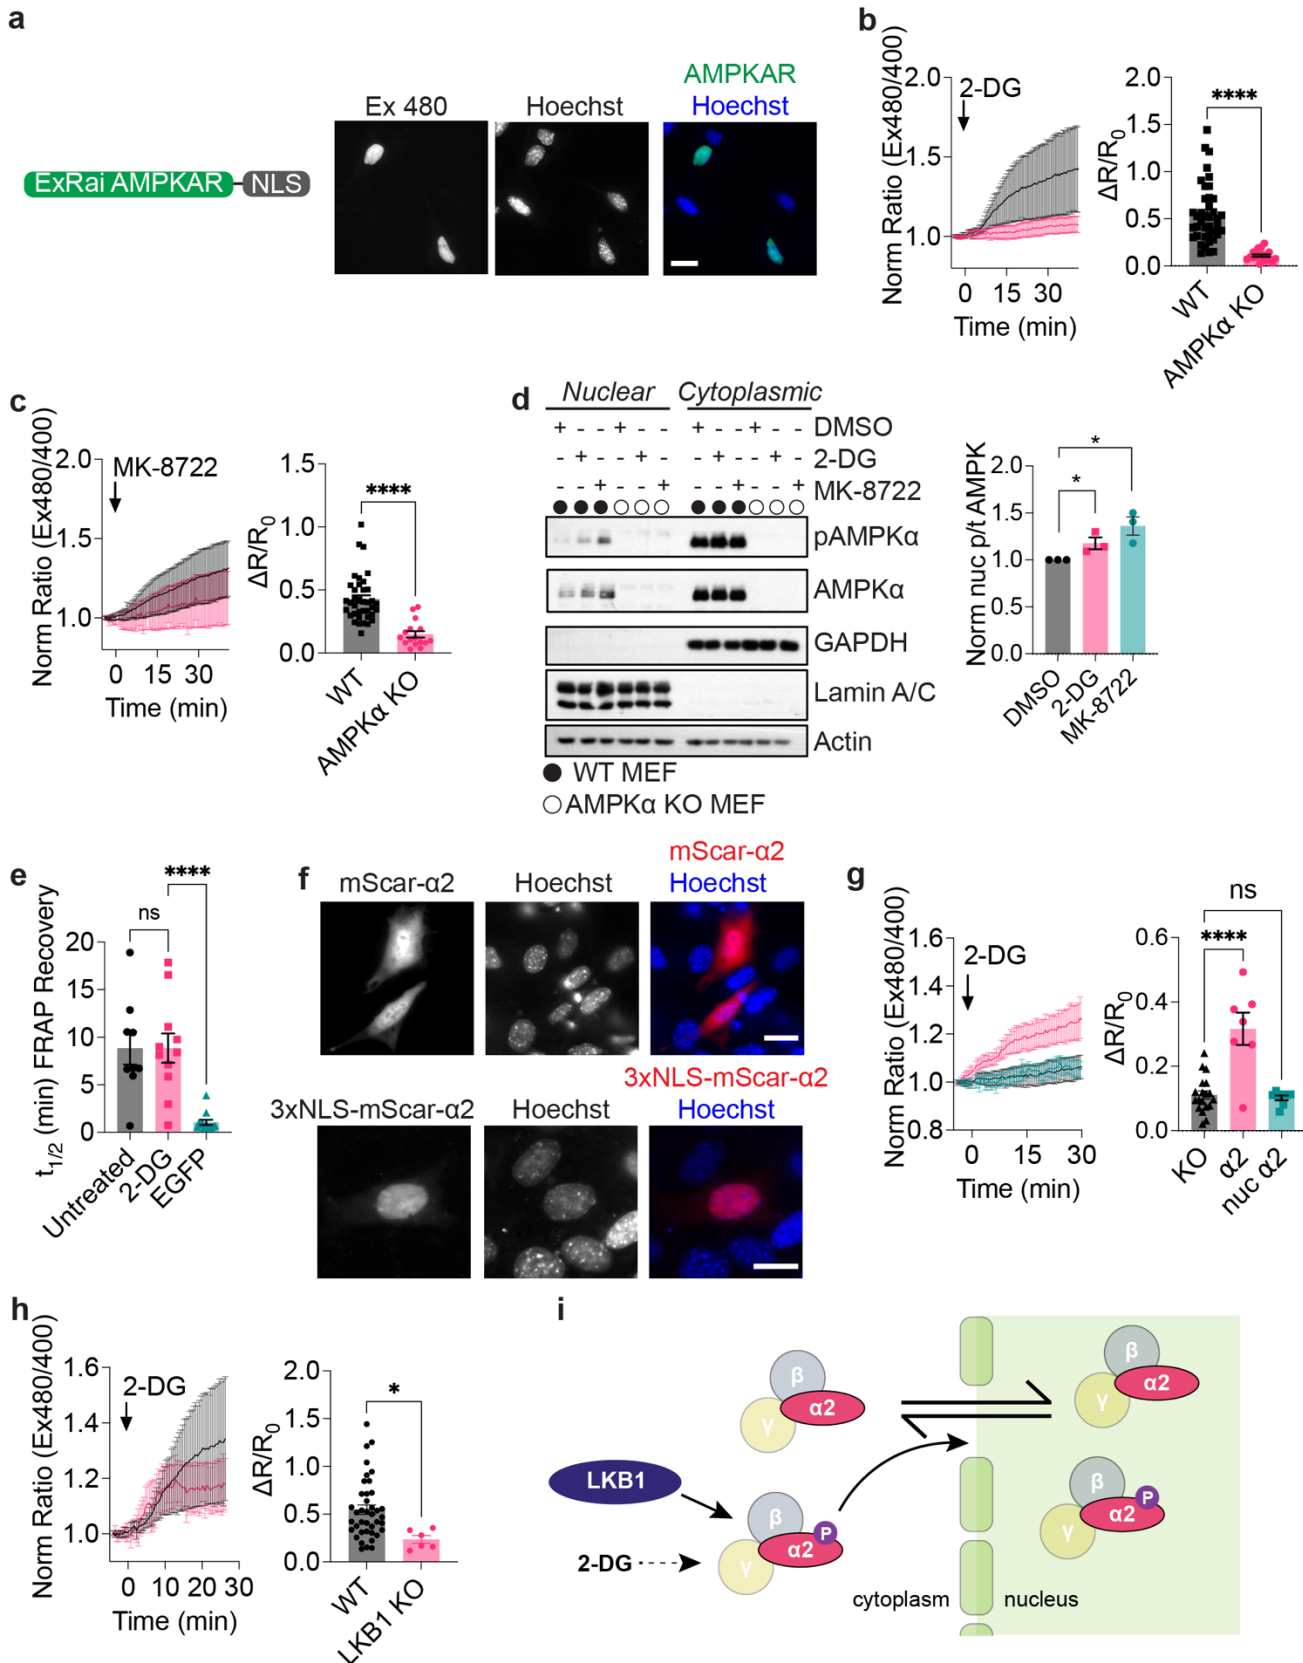 a
ExRai AMPKAR
NLS
Ex 480
Hoechst
AMPKAR
Hoechst
b
Norm Ratio (Ex480/400)
2.0
1.5
1.0
2-DG
0 15 30
Time (min)
ΔR/R0
2.0
1.5
1.0
0.5
0.0
****
WT
AMPKα KO
c
Norm Ratio (Ex480/400)
2.0
1.5
1.0
MK-8722
0 15 30
Time (min)
ΔR/R0
1.5
1.0
0.5
0.0
****
WT
AMPKα KO
d
Nuclear Cytoplasmic
+ - - + - - + - - + - - DMSO
- + - - + - - + - - + - 2-DG
- - + - - + - - + - - + MK-8722
pAMPKα
AMPKα
GAPDH
Lamin A/C
Actin
WT MEF
AMPKα KO MEF
Norm nuc p/t AMPK
2.0
1.5
1.0
0.5
0.0
*
*
DMSO
2-DG
MK-8722
e
t1/2 (min) FRAP Recovery
20
15
10
5
0
ns
****
Untreated
2-DG
EGFP
f
mScar-α2
Hoechst
mScar-α2
Hoechst
3xNLS-mScar-α2
Hoechst
3xNLS-mScar-α2
Hoechst
g
Norm Ratio (Ex480/400)
1.6
1.4
1.2
1.0
0.8
2-DG
0 15 30
Time (min)
ΔR/R0
0.6
0.4
0.2
0.0
ns
****
KO
α2
nuc α2
h
Norm Ratio (Ex480/400)
1.6
1.4
1.2
1.0
2-DG
0 10 20 30
Time (min)
ΔR/R0
2.0
1.5
1.0
0.5
0.0
*
WT
LKB1 KO
i
β
γ
α2
β
γ
α2
LKB1
2-DG
β
γ
α2
P
β
γ
α2
P
cytoplasm
nucleus